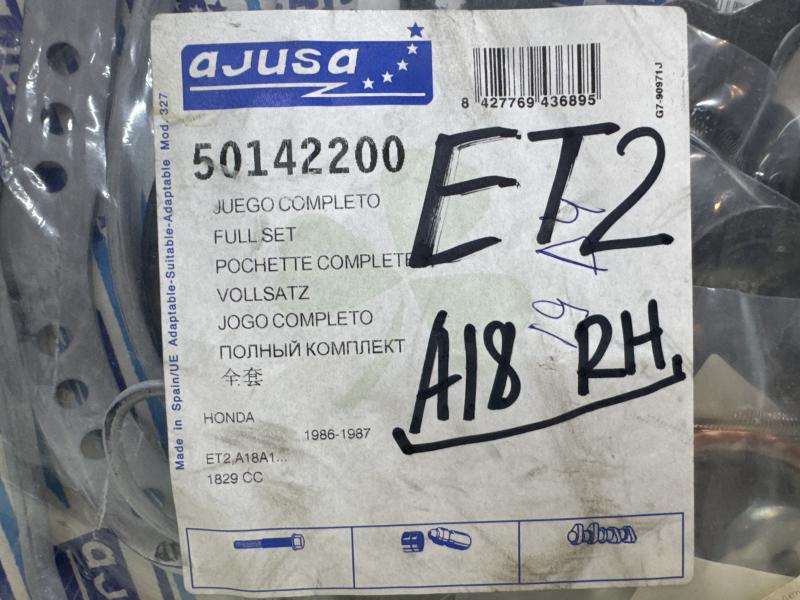 ajusa
8 427769 436895
G7-90971J
50142200
ET2
JUEGO COMPLETO
FULL SET
POCHETTE COMPLETE
VOLLSATZ
JOGO COMPLETO
ПОЛНЫЙ КОМПЛЕКТ
全套
A18 RH
HONDA
1986-1987
ET2,A18A1...
1829 CC
Made in Spain/UE Adaptable-Suitable-Adaptable Mod. 327
ajusa